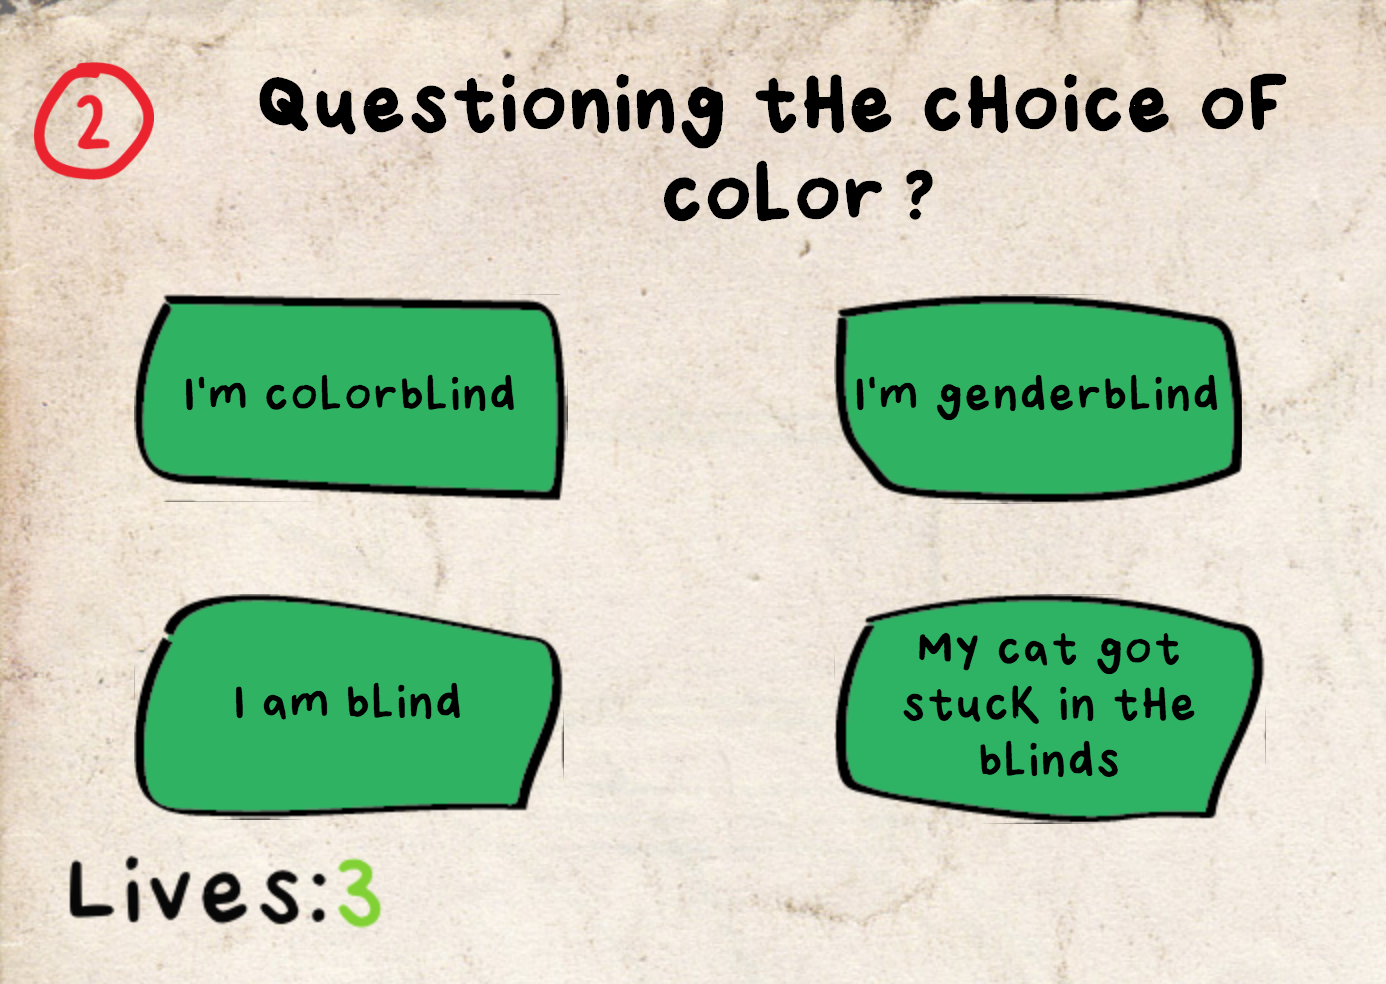 2
Questioning tHe cHoice oF
coLor ?
I'm coLorbLind
I'm genderbLind
I am bLind
My cat got
stucK in tHe
bLinds
Lives:3